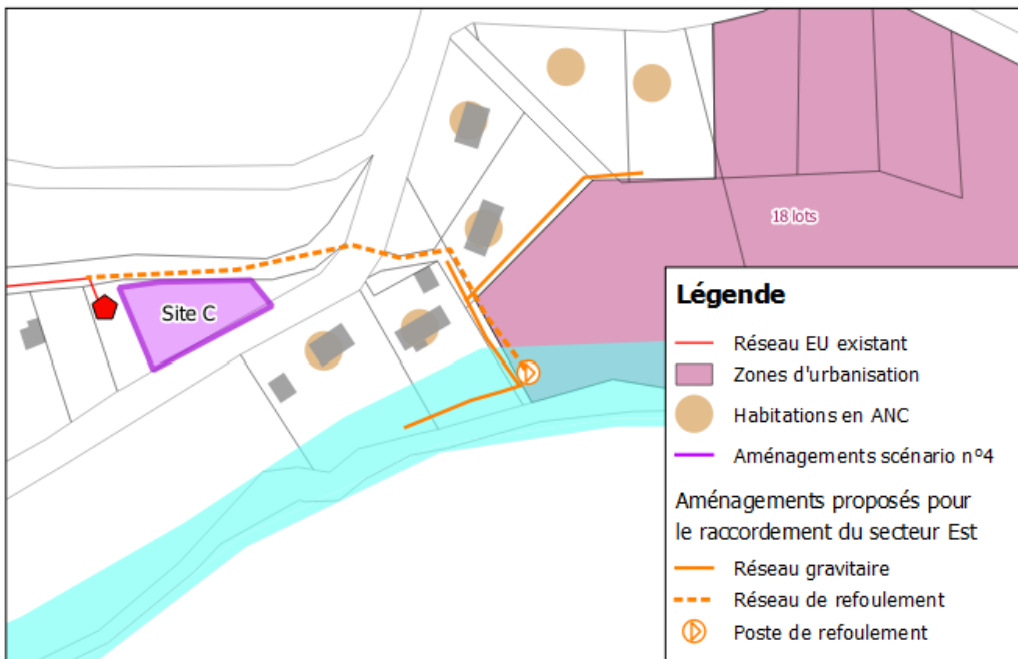 18 lots
Site C
Légende
Réseau EU existant
Zones d'urbanisation
Habitations en ANC
Aménagements scénario n°4
Aménagements proposés pour
le raccordement du secteur Est
Réseau gravitaire
Réseau de refoulement
Poste de refoulement